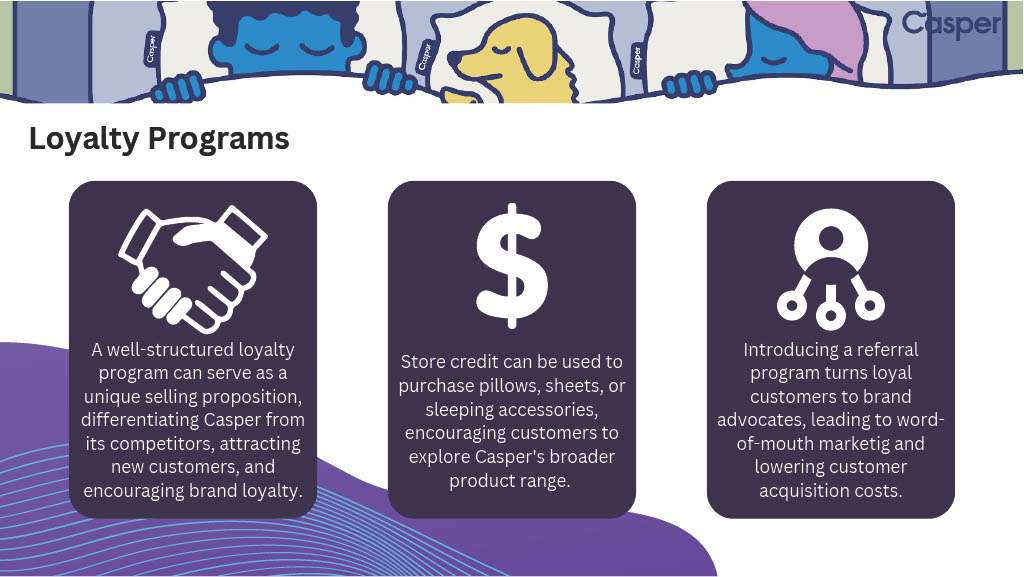 Casper
Casper
Casper
Casper
Loyalty Programs
A well-structured loyalty
program can serve as a
unique selling proposition,
differentiating Casper from
its competitors, attracting
new customers, and
encouraging brand loyalty.
Store credit can be used to
purchase pillows, sheets, or
sleeping accessories,
encouraging customers to
explore Casper's broader
product range.
Introducing a referral
program turns loyal
customers to brand
advocates, leading to word-
of-mouth marketig and
lowering customer
acquisition costs.